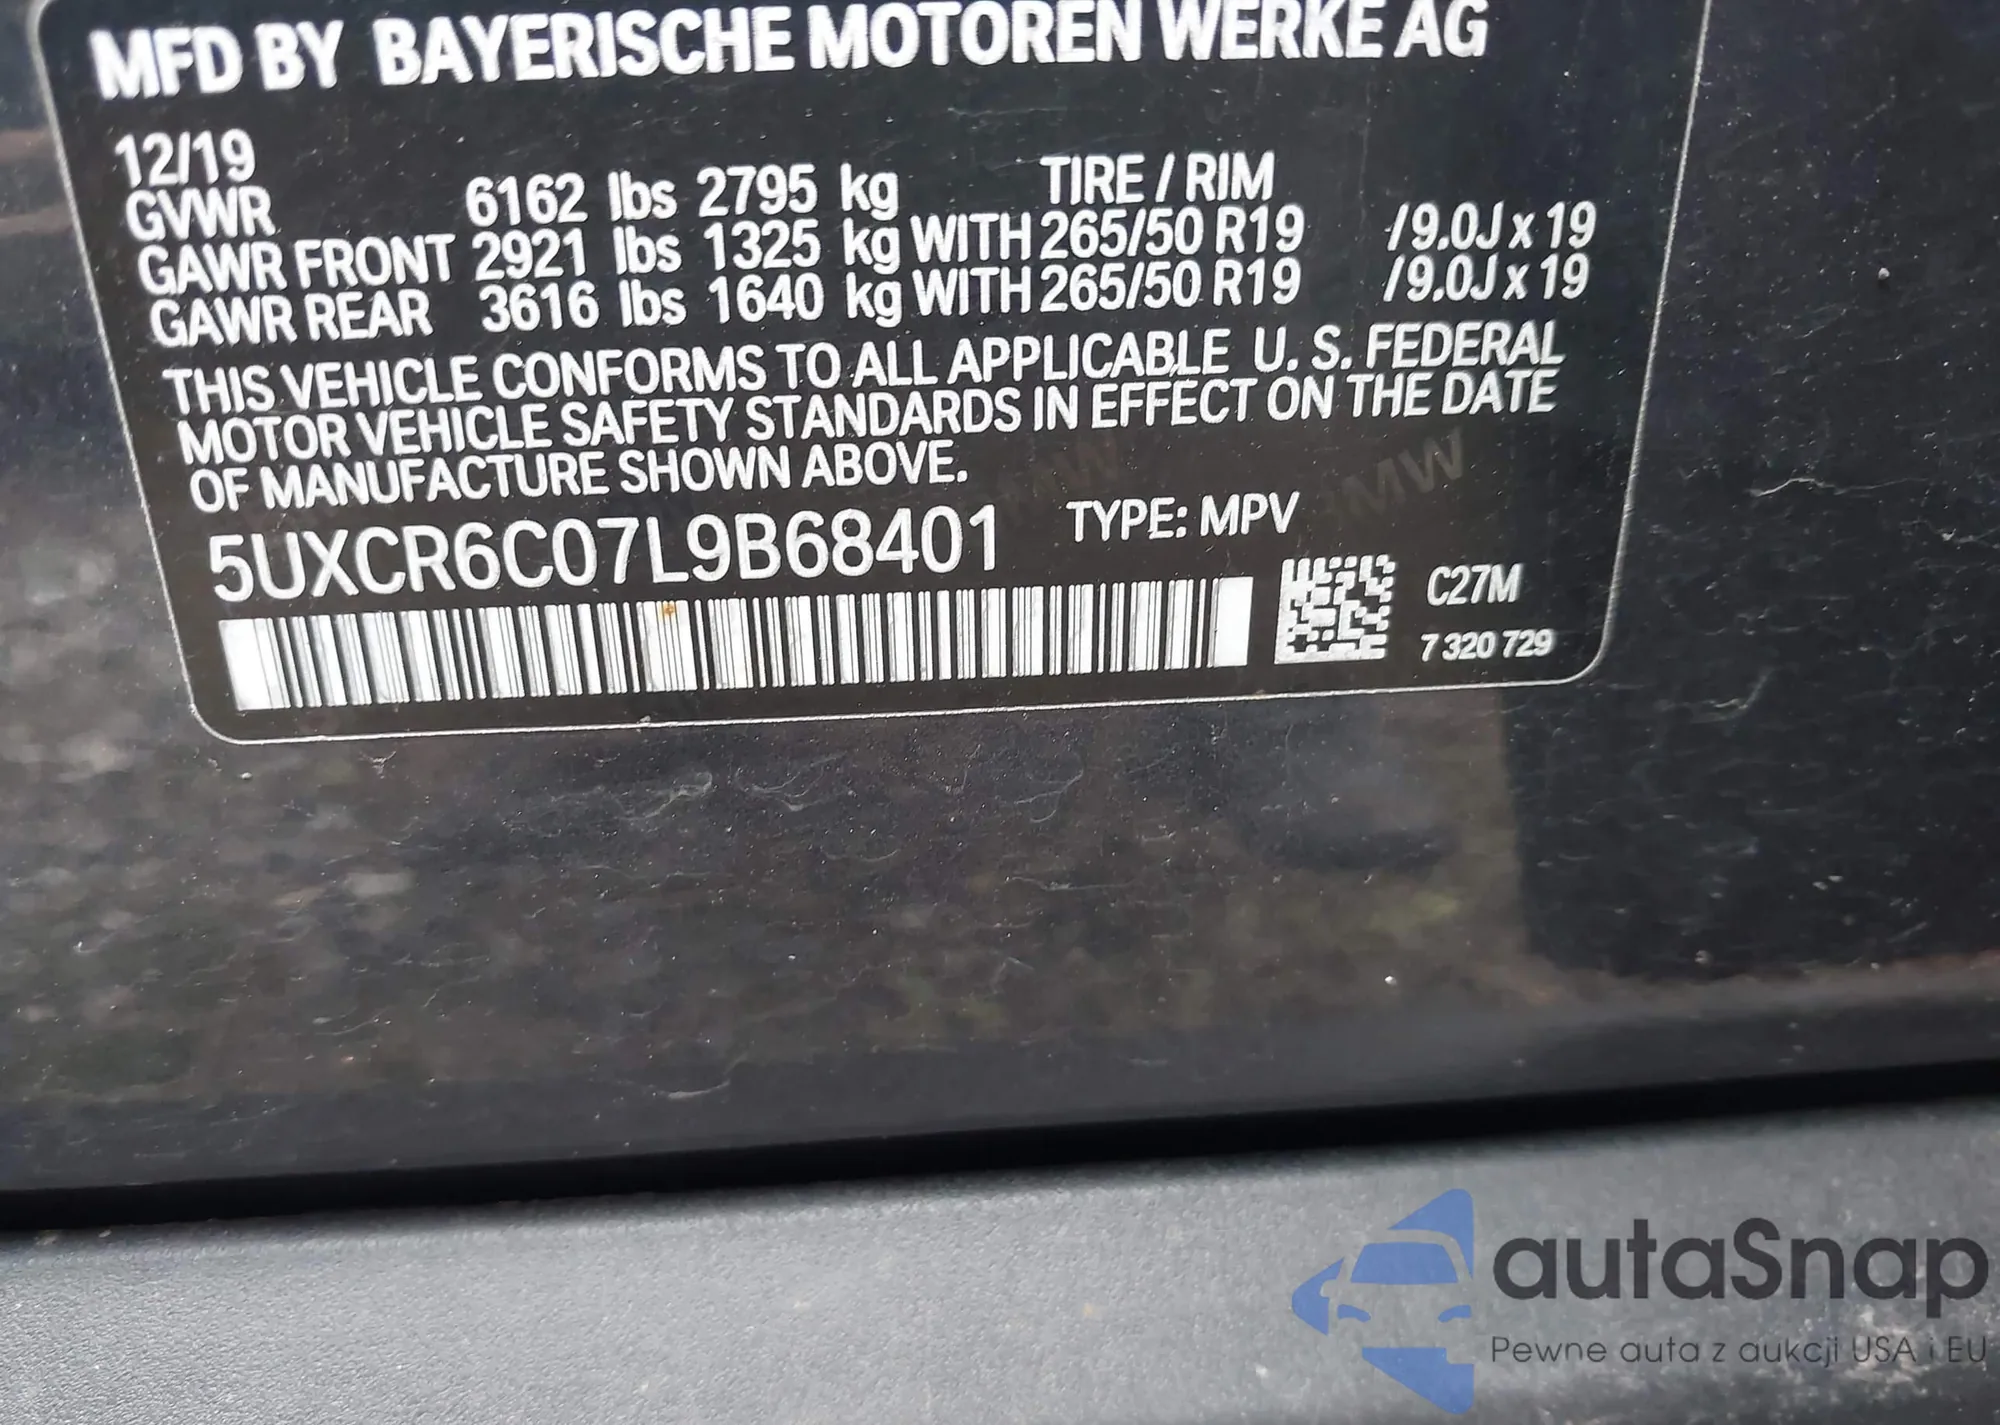 MFD BY BAYERISCHE MOTOREN WERKE AG
12/19
GVWR 6162 lbs 2795 kg TIRE / RIM
GAWR FRONT 2921 lbs 1325 kg WITH 265/50 R19 /9.0J x 19
GAWR REAR 3616 lbs 1640 kg WITH 265/50 R19 /9.0J x 19
THIS VEHICLE CONFORMS TO ALL APPLICABLE U. S. FEDERAL
MOTOR VEHICLE SAFETY STANDARDS IN EFFECT ON THE DATE
OF MANUFACTURE SHOWN ABOVE.
5UXCR6C07L9B68401 TYPE: MPV
C27M
7 320 729
autaSnap
Pewne auta z aukcji USA i EU